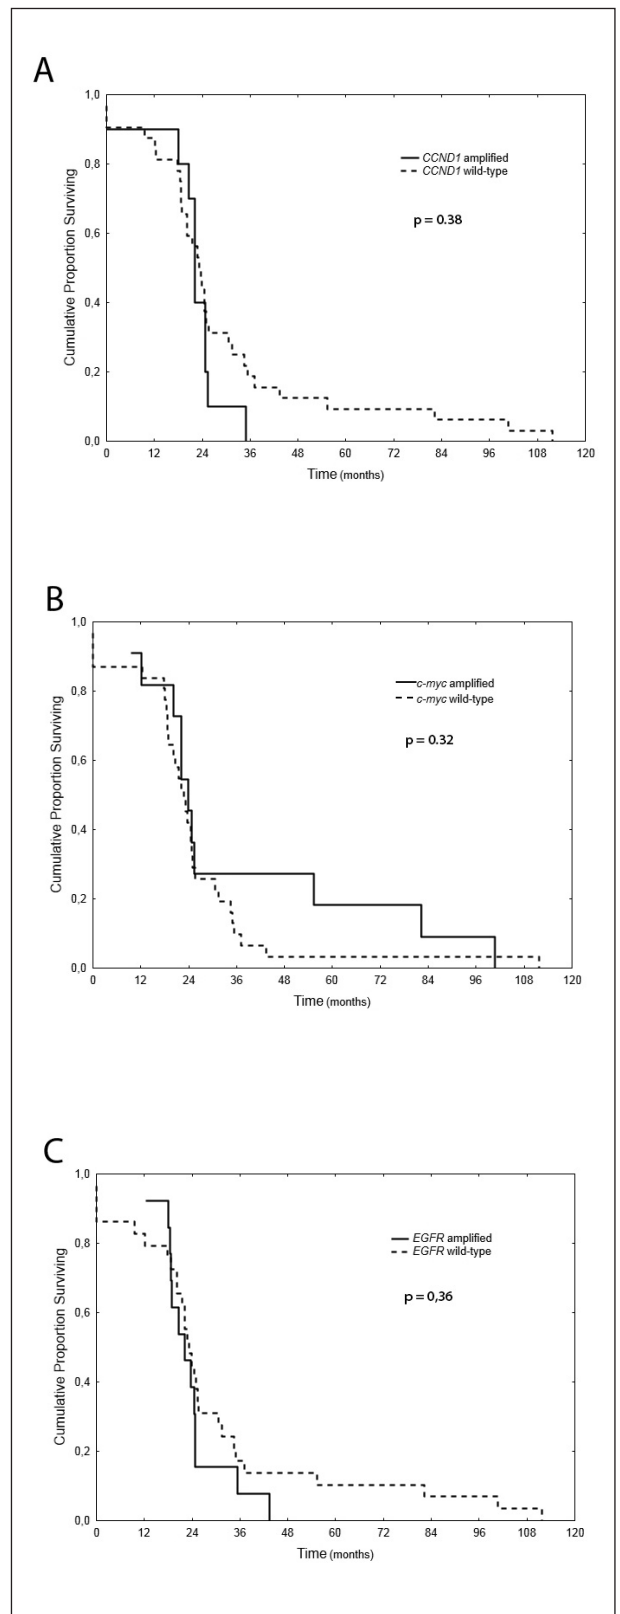 A
1,0
0,8
0,6
0,4
0,2
0,0
Cumulative Proportion Surviving
CCND1 amplified
CCND1 wild-type
p = 0.38
0 12 24 36 48 60 72 84 96 108 120
Time (months)
B
1,0
0,8
0,6
0,4
0,2
0,0
Cumulative Proportion Surviving
c-myc amplified
c-myc wild-type
p = 0.32
0 12 24 36 48 60 72 84 96 108 120
Time (months)
C
1,0
0,8
0,6
0,4
0,2
0,0
Cumulative Proportion Surviving
EGFR amplified
EGFR wild-type
p = 0,36
0 12 24 36 48 60 72 84 96 108 120
Time (months)